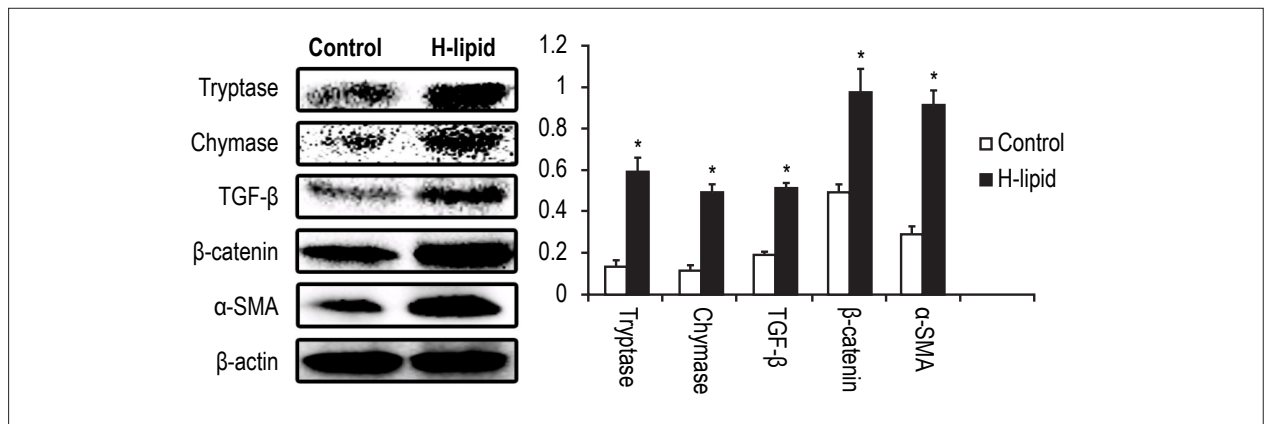 Control H-lipid
Tryptase
Chymase
TGF-β
β-catenin
α-SMA
β-actin
1.2
1
0.8
0.6
0.4
0.2
0
* * * * *
Tryptase
Chymase
TGF-β
β-catenin
α-SMA
Control
H-lipid